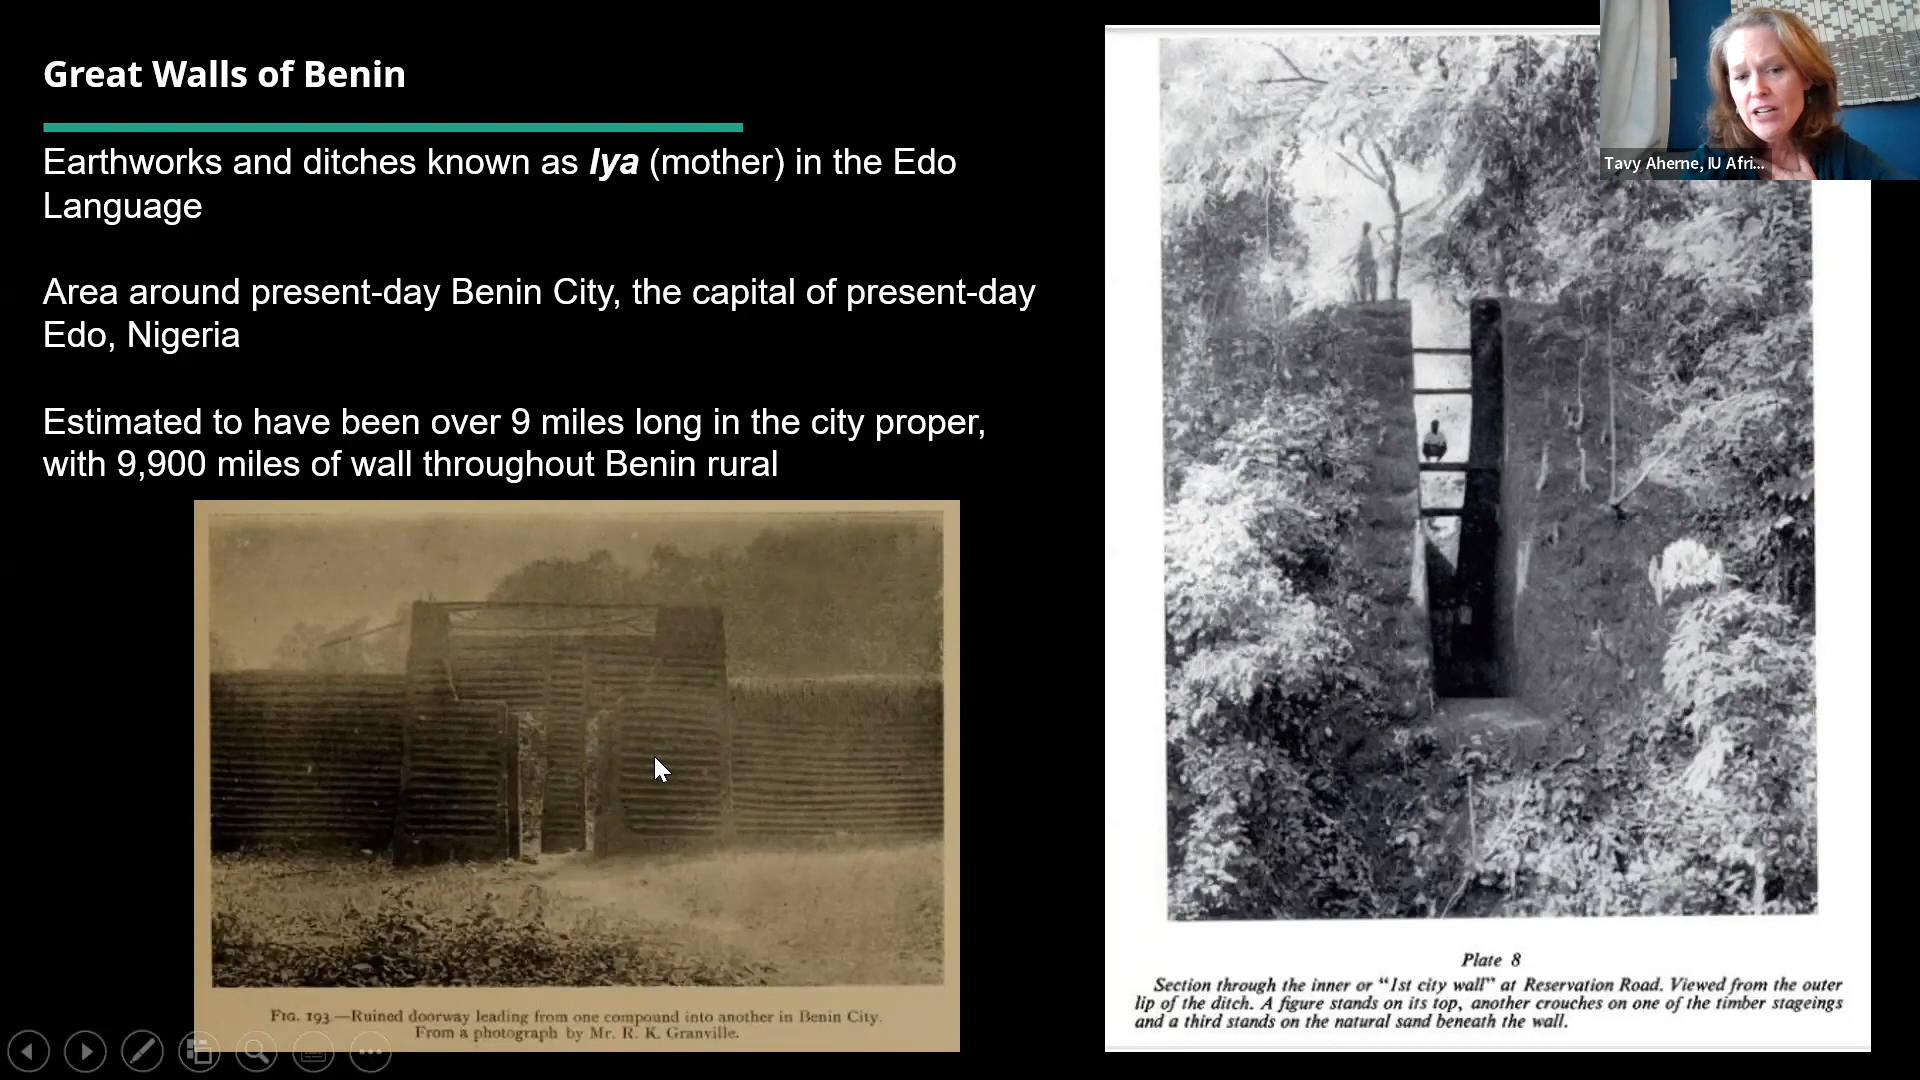 Great Walls of Benin
Earthworks and ditches known as Iya (mother) in the Edo
Language
Area around present-day Benin City, the capital of present-day
Edo, Nigeria
Estimated to have been over 9 miles long in the city proper,
with 9,900 miles of wall throughout Benin rural
FIG. 193.—Ruined doorway leading from one compound into another in Benin City.
From a photograph by Mr. R. K. Granville.
Tavy Aherne, IU Afri...
Plate 8
Section through the inner or "1st city wall" at Reservation Road. Viewed from the outer
lip of the ditch. A figure stands on its top, another crouches on one of the timber stageings
and a third stands on the natural sand beneath the wall.